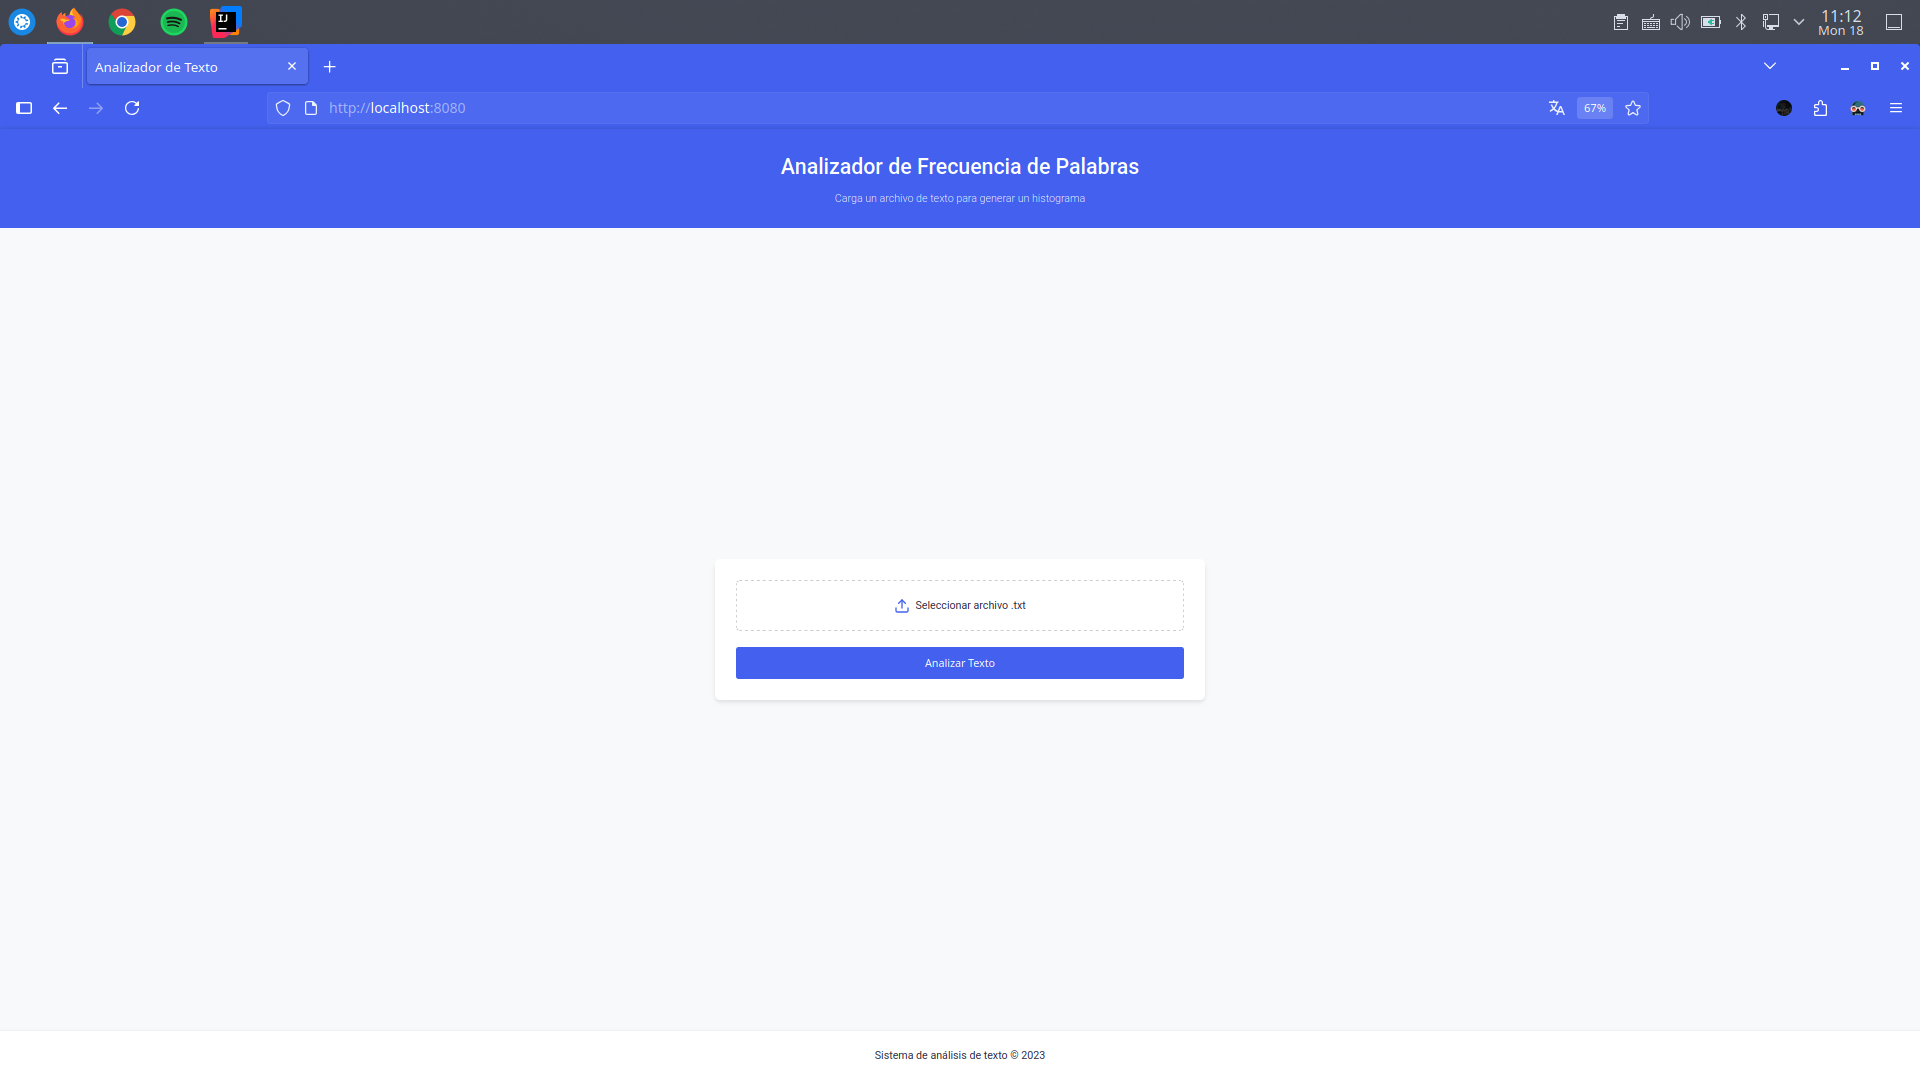 IJ
11:12
Mon 18
Analizador de Texto
http://localhost:8080
67%
Analizador de Frecuencia de Palabras
Carga un archivo de texto para generar un histograma
Seleccionar archivo .txt
Analizar Texto
Sistema de análisis de texto © 2023